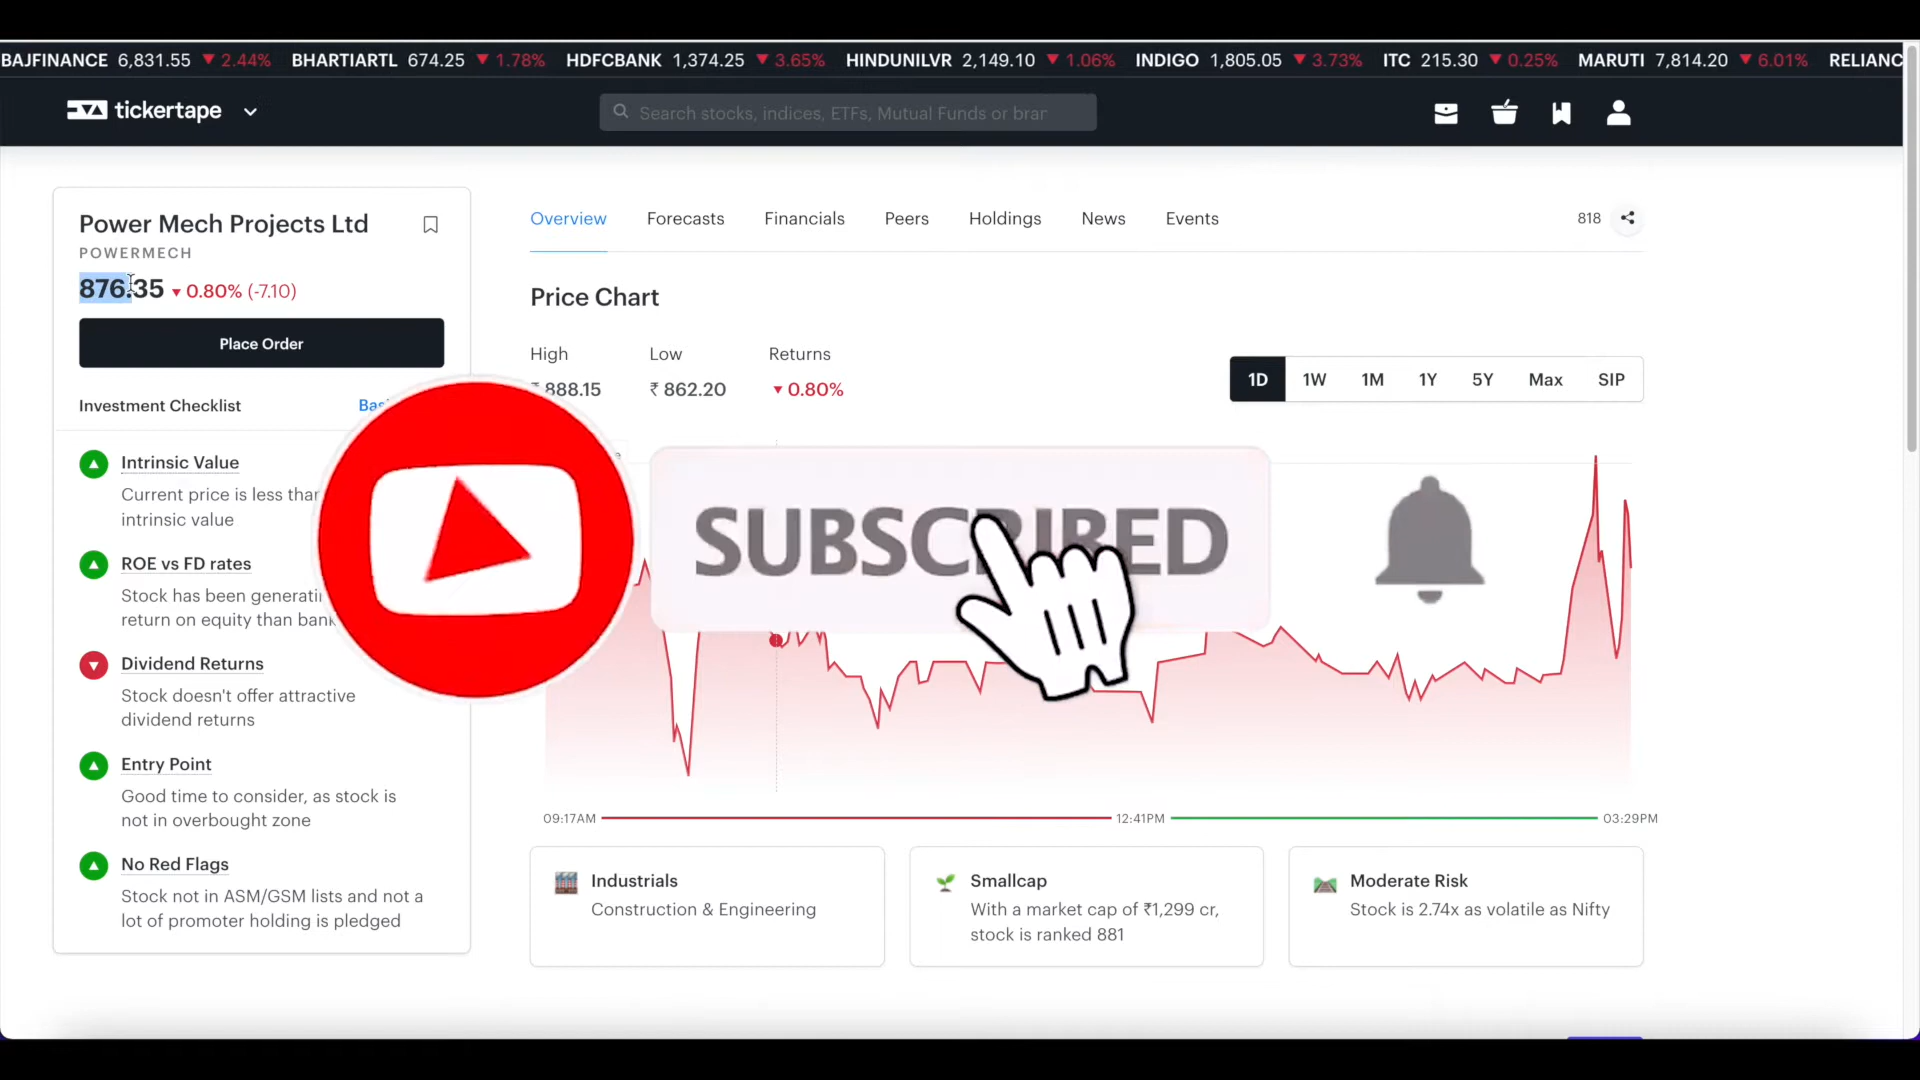 BAJFINANCE 6,831.55 ▼ 2.44% BHARTIARTL 674.25 ▼ 1.78% HDFCBANK 1,374.25 ▼ 3.65% HINDUNILVR 2,149.10 ▼ 1.06% INDIGO 1,805.05 ▼ 3.73% ITC 215.30 ▼ 0.25% MARUTI 7,814.20 ▼ 6.01% RELIANC
tickertape
Search stocks, indices, ETFs, Mutual Funds or brar
Power Mech Projects Ltd
POWERMECH
876.35 ▼ 0.80% (-7.10)
Place Order
Investment Checklist
Intrinsic Value
Current price is less than
intrinsic value
ROE vs FD rates
Stock has been
return on equity than
Dividend Returns
Stock doesn't offer attractive
dividend returns
Entry Point
Good time to consider, as stock is
not in overbought zone
No Red Flags
Stock not in ASM/GSM lists and not a
lot of promoter holding is pledged
Overview Forecasts Financials Peers Holdings News Events 818
Price Chart
High Low Returns
₹ 888.15 ₹ 862.20 ▼ 0.80%
1D 1W 1M 1Y 5Y Max SIP
SUBSCRIBED
09:17AM 12:41PM 03:29PM
Industrials
Construction & Engineering
Smallcap
With a market cap of ₹1,299 cr,
stock is ranked 881
Moderate Risk
Stock is 2.74x as volatile as Nifty